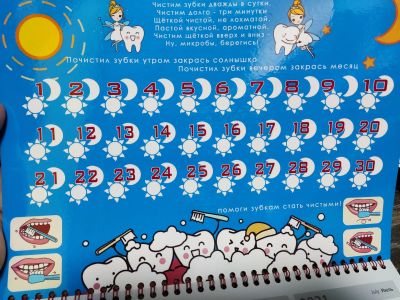 Чистим зубки дважды в сутки.
Чистим долго - три минутки
Щёткой чистой, не лохматой,
Пастой вкусной, ароматной.
Чистим щёткой вверх и вниз -
Ну, микробы, берегись!
Почистил зубки утром закрась солнышко
Почистил зубки вечером закрась месяц
1 2 3 4 5 6 7 8 9 10
11 12 13 14 15 16 17 18 19 20
21 22 23 24 25 26 27 28 29 30
помоги зубкам стать чистыми!
July Июль